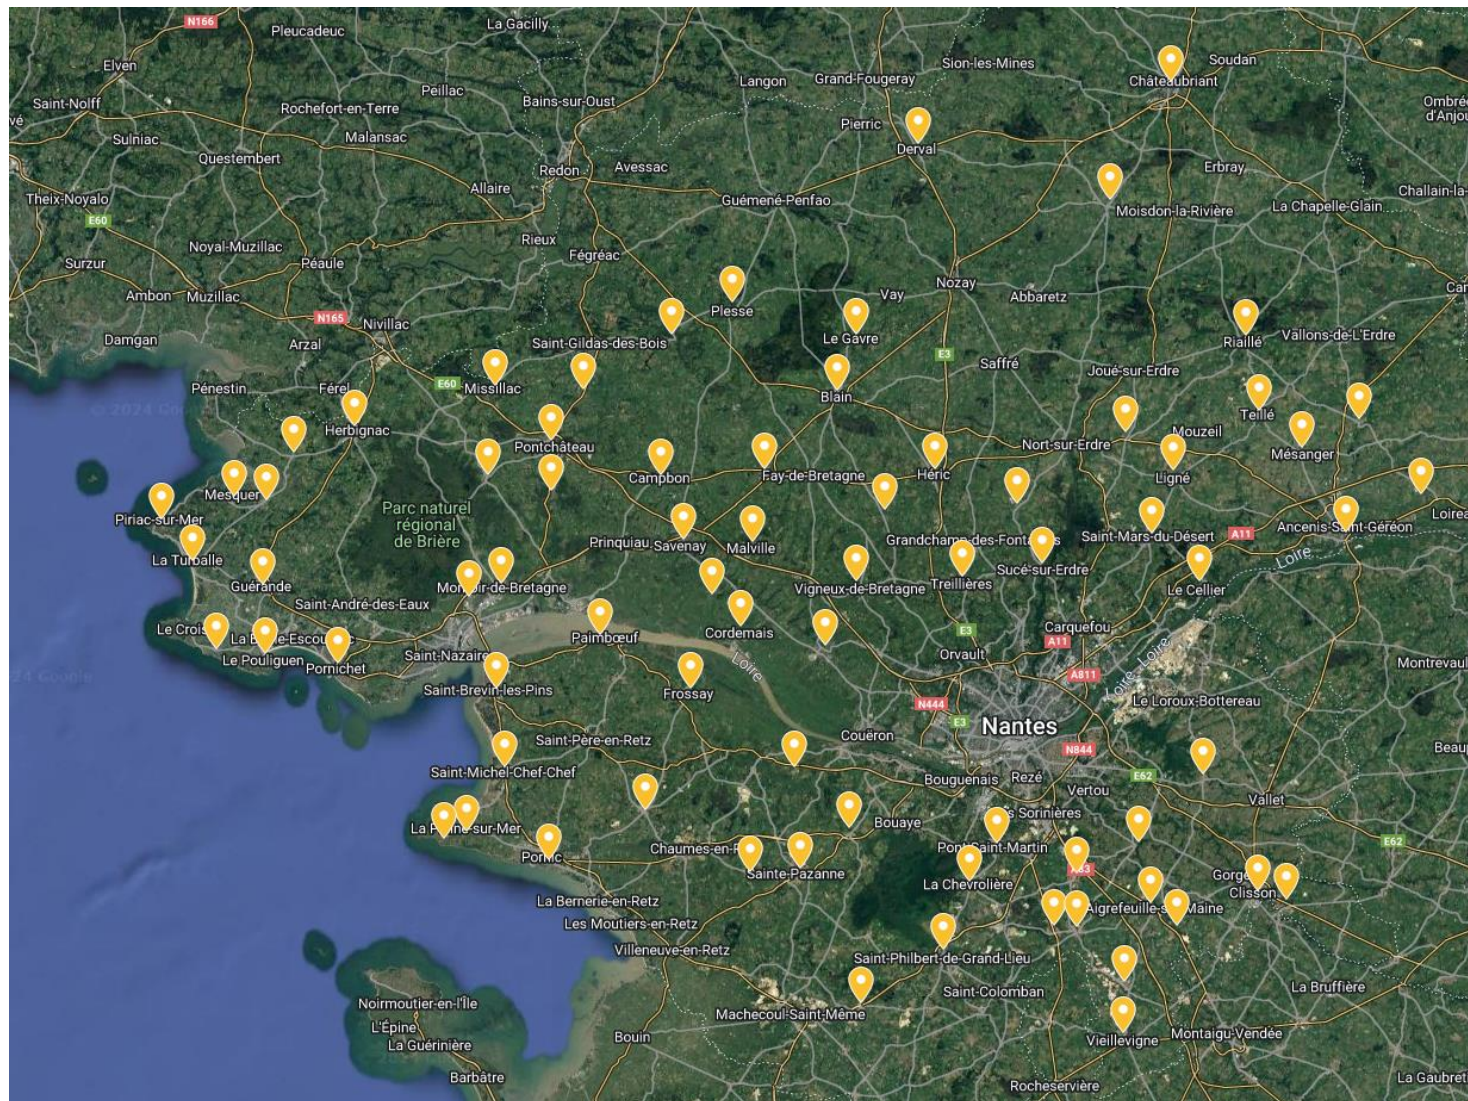 N166
Pleucadeuc
La Gacilly
Elven
Peillac
Langon
Grand-Fougeray
Sion-les-Mines
Soudan
Châteaubriant
Saint-Nolff
Rochefort-en-Terre
Bains-sur-Oust
Ombrée
d'Anjou
Pierric
Sulniac
Malansac
Derval
Questembert
Redon
Avessac
Erbray
Allaire
Challain-la-
Theix-Noyalo
Guémené-Penfao
Moisdon-la-Rivière
La Chapelle-Glain
E60
Rieux
Noyal-Muzillac
Fégréac
Surzur
Péaule
Nozay
Ambon
Muzillac
Vay
Abbaretz
Plesse
N165
Nivillac
Damgan
Arzal
Saint-Gildas-des-Bois
Le Gâvre
Riaillé
Vallons-de-L'Erdre
E3
Saffré
Joué-sur-Erdre
Pénestin
Férel
E60
Missillac
Blain
Teillé
Herbignac
Mouzeil
Pontchâteau
Nort-sur-Erdre
Mésanger
Campbon
Fay-de-Bretagne
Héric
Ligné
Mesquer
Parc naturel
régional
de Brière
Piriac-sur-Mer
Ancenis-Saint-Géréon
Saint-Mars-du-Désert
A11
Prinquiau
Savenay
Malville
La Turballe
Treillières
Sucé-sur-Erdre
Loire
Guérande
Vigneux-de-Bretagne
Le Cellier
Saint-André-des-Eaux
Cordemais
Carquefou
Paimbœuf
E3
A11
Orvault
Saint-Nazaire
Le Pouliguen
Pornichet
Loire
Loire
Loire
A811
Montrevaul
Saint-Brevin-les-Pins
Frossay
N444
Le Loroux-Bottereau
E3
Nantes
Saint-Père-en-Retz
Couëron
N844
Beaup
Saint-Michel-Chef-Chef
Bouguenais
Rezé
E62
Vertou
Vallet
Bouaye
E62
Sainte-Pazanne
La Chevrolière
Clisson
La Bernerie-en-Retz
Les Moutiers-en-Retz
Villeneuve-en-Retz
Saint-Philbert-de-Grand-Lieu
Noirmoutier-en-l'Île
Saint-Colomban
La Bruffière
L'Épine
La Guérinière
Machecoul-Saint-Même
Bouin
Vieillevigne
Montaigu-Vendée
Barbâtre
Rocheservière
La Gaubreti